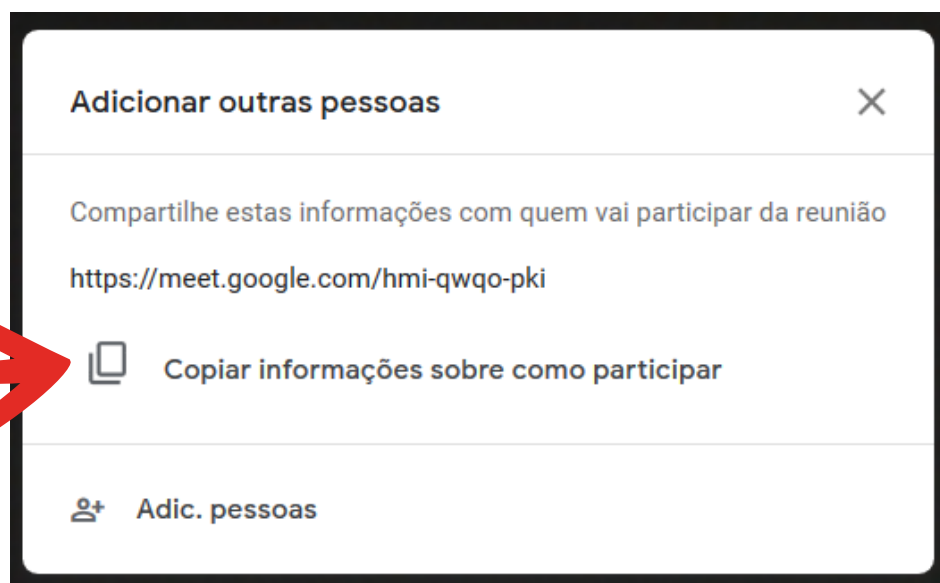 Adicionar outras pessoas
Compartilhe estas informações com quem vai participar da reunião
https://meet.google.com/hmi-qwqo-pki
Copiar informações sobre como participar
Adic. pessoas